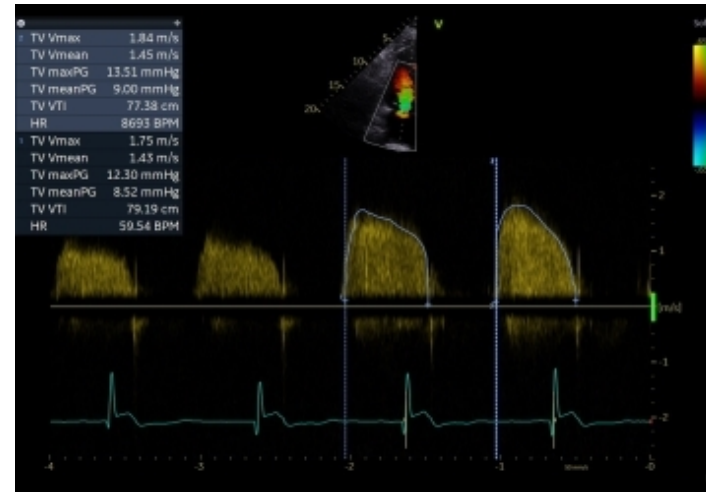 2 TV Vmax 1.84 m/s
TV Vmean 1.45 m/s
TV maxPG 13.51 mmHg
TV meanPG 9.00 mmHg
TV VTI 77.38 cm
HR 8693 BPM
1 TV Vmax 1.75 m/s
TV Vmean 1.43 m/s
TV maxPG 12.30 mmHg
TV meanPG 8.52 mmHg
TV VTI 79.19 cm
HR 59.54 BPM
V
5
10
15
20
-2
-1
[m/s]
-1
-2
-4 -3 -2 -1 -0